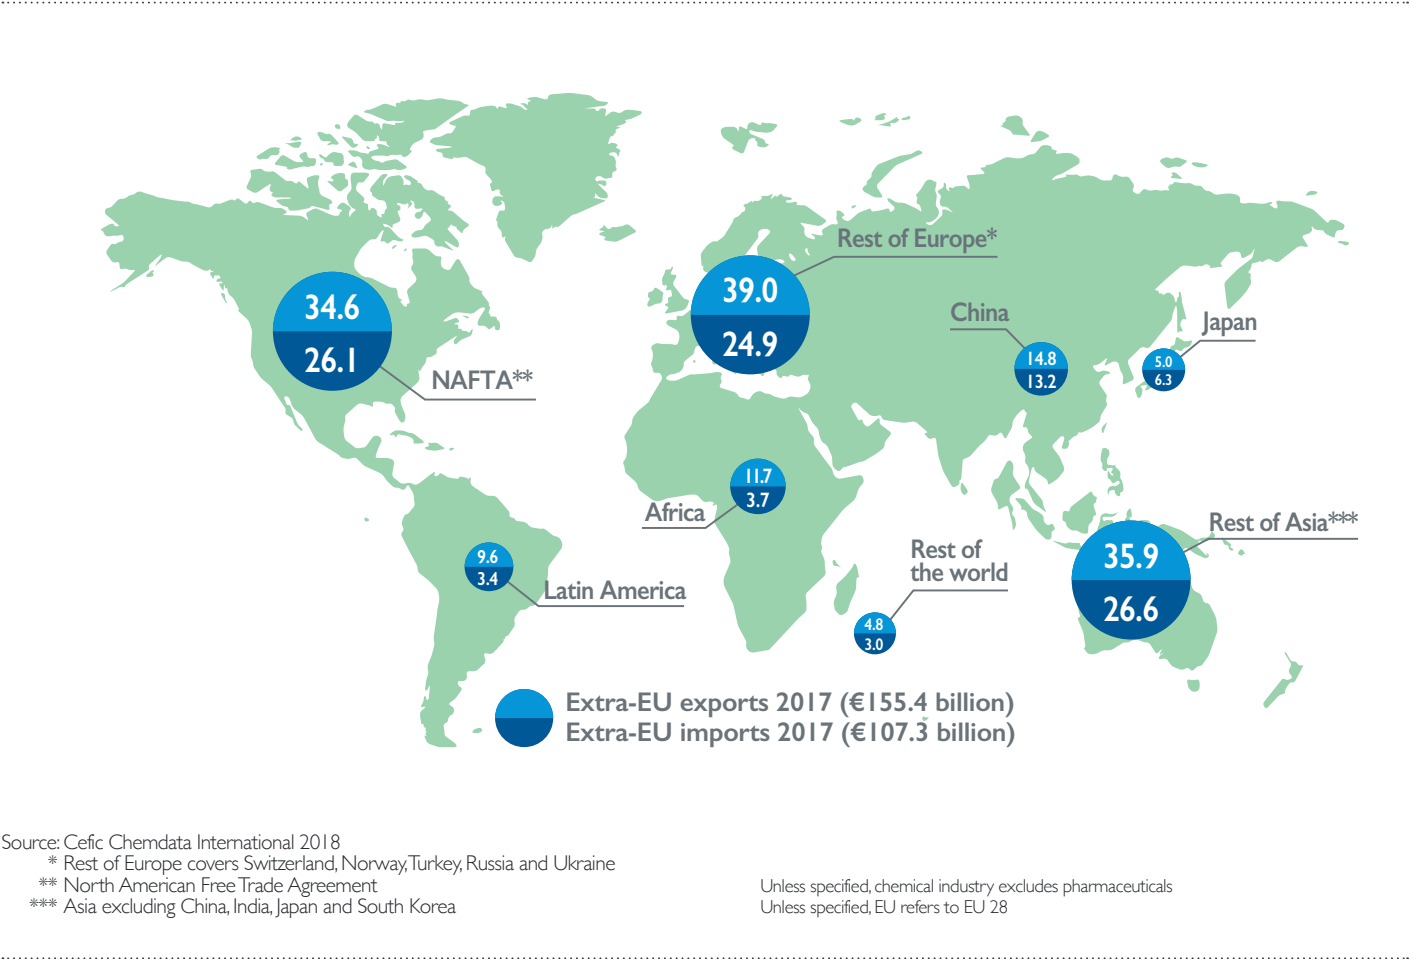 Rest of Europe*
39.0
24.9
34.6
26.1
NAFTA**
China
14.8
13.2
Japan
5.0
6.3
11.7
3.7
Africa
9.6
3.4
Latin America
Rest of
the world
4.8
3.0
Rest of Asia***
35.9
26.6
Extra-EU exports 2017 (€155.4 billion)
Extra-EU imports 2017 (€107.3 billion)
Source: Cefic Chemdata International 2018
* Rest of Europe covers Switzerland, Norway, Turkey, Russia and Ukraine
** North American Free Trade Agreement
*** Asia excluding China, India, Japan and South Korea
Unless specified, chemical industry excludes pharmaceuticals
Unless specified, EU refers to EU 28